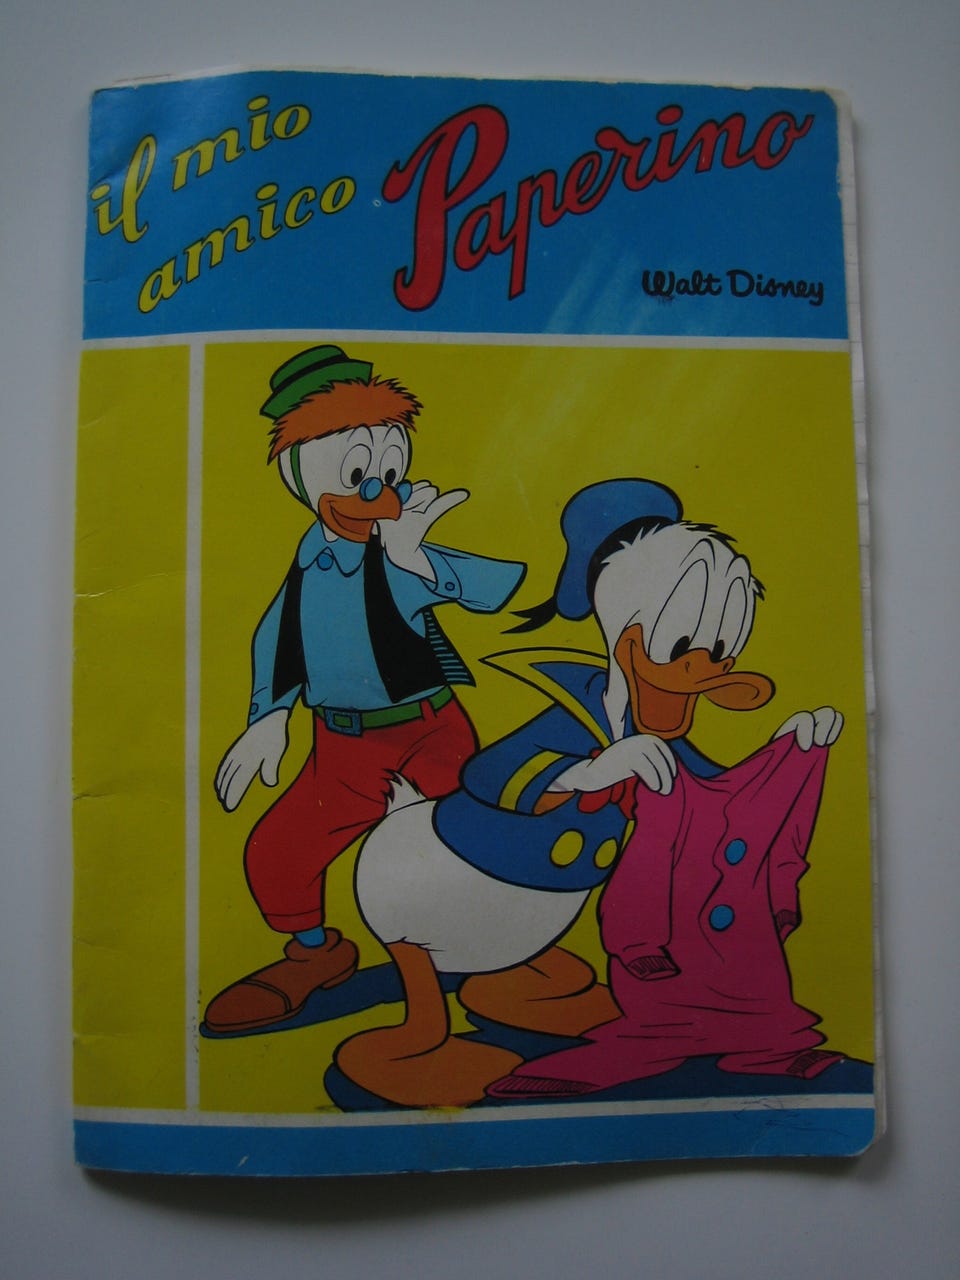 il mio
amico Paperino
Walt Disney